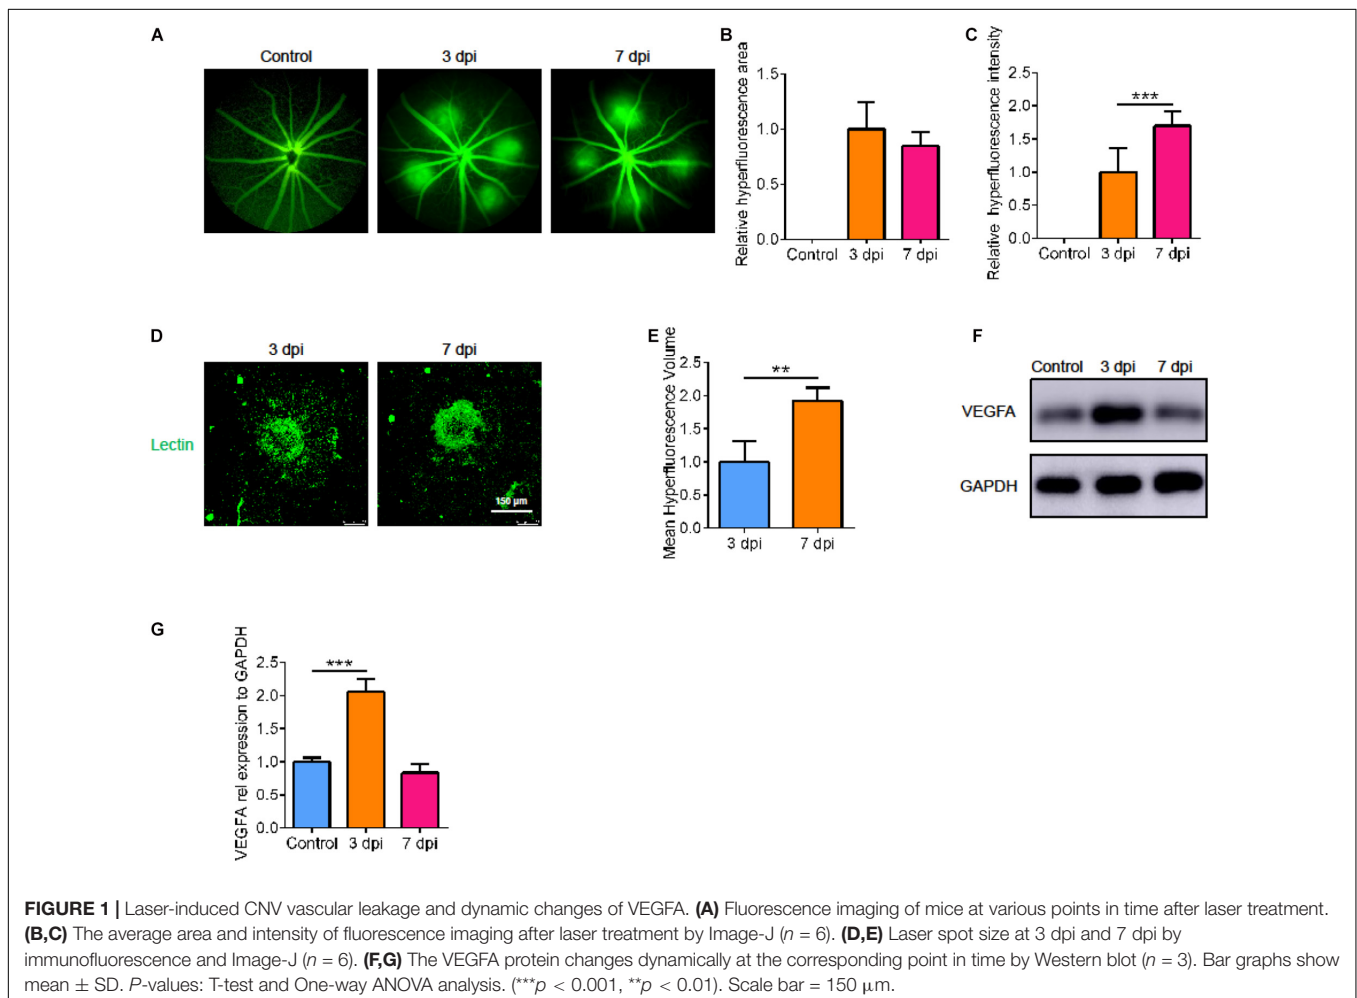 A
Control
3 dpi
7 dpi
B
Relative hyperfluorescence area
1.5
1.0
0.5
0.0
Control 3 dpi 7 dpi
C
Relative hyperfluorescence intensity
2.5
2.0
1.5
1.0
0.5
0.0
***
Control 3 dpi 7 dpi
D
3 dpi
7 dpi
Lectin
150 μm
E
Mean Hyperfluorescence Volume
2.5
2.0
1.5
1.0
0.5
0.0
**
3 dpi 7 dpi
F
Control 3 dpi 7 dpi
VEGFA
GAPDH
G
VEGFA rel expression to GAPDH
2.5
2.0
1.5
1.0
0.5
0.0
***
Control 3 dpi 7 dpi
FIGURE 1 | Laser-induced CNV vascular leakage and dynamic changes of VEGFA. (A) Fluorescence imaging of mice at various points in time after laser treatment.
(B,C) The average area and intensity of fluorescence imaging after laser treatment by Image-J (n = 6). (D,E) Laser spot size at 3 dpi and 7 dpi by
immunofluorescence and Image-J (n = 6). (F,G) The VEGFA protein changes dynamically at the corresponding point in time by Western blot (n = 3). Bar graphs show
mean ± SD. P-values: T-test and One-way ANOVA analysis. (***p < 0.001, **p < 0.01). Scale bar = 150 μm.